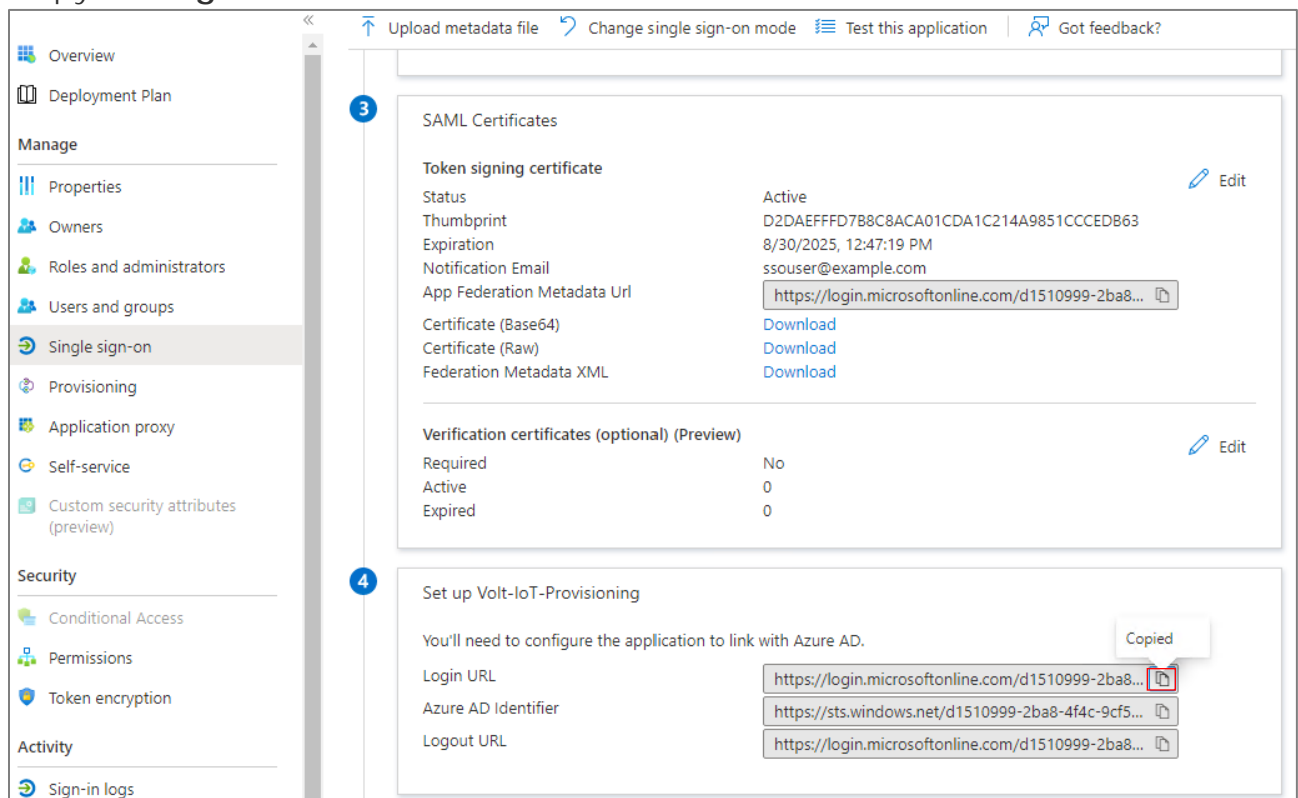 Upload metadata file Change single sign-on mode Test this application Got feedback?
Overview
Deployment Plan
Manage
Properties
Owners
Roles and administrators
Users and groups
Single sign-on
Provisioning
Application proxy
Self-service
Custom security attributes
(preview)
Security
Conditional Access
Permissions
Token encryption
Activity
Sign-in logs
3
SAML Certificates
Token signing certificate
Edit
Status Active
Thumbprint D2DAEFFFD7B8C8ACA01CDA1C214A9851CCCEDB63
Expiration 8/30/2025, 12:47:19 PM
Notification Email ssouser@example.com
App Federation Metadata Url https://login.microsoftonline.com/d1510999-2ba8...
Certificate (Base64) Download
Certificate (Raw) Download
Federation Metadata XML Download
Verification certificates (optional) (Preview)
Edit
Required No
Active 0
Expired 0
4
Set up Volt-IoT-Provisioning
You'll need to configure the application to link with Azure AD.
Copied
Login URL https://login.microsoftonline.com/d1510999-2ba8...
Azure AD Identifier https://sts.windows.net/d1510999-2ba8-4f4c-9cf5...
Logout URL https://login.microsoftonline.com/d1510999-2ba8...